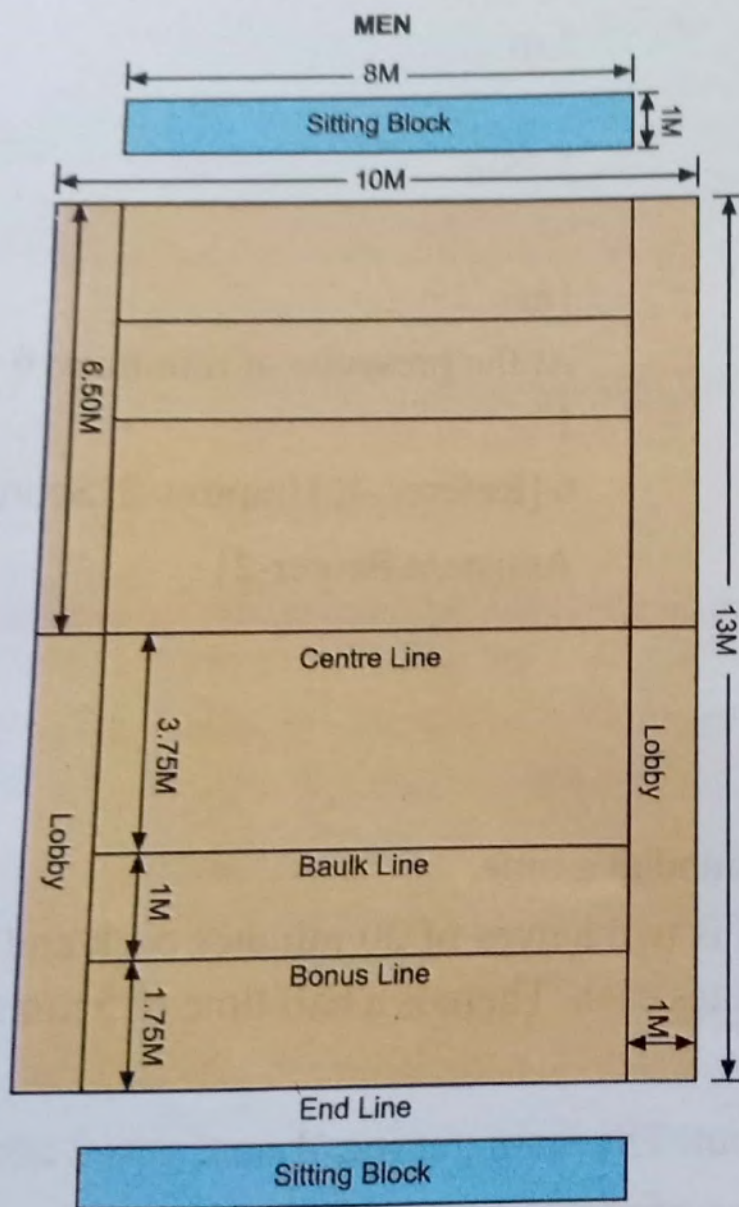 MEN
8M
Sitting Block
1M
10M
6.50M
13M
Centre Line
3.75M
Lobby
Lobby
Baulk Line
1M
Bonus Line
1.75M
1M
End Line
Sitting Block